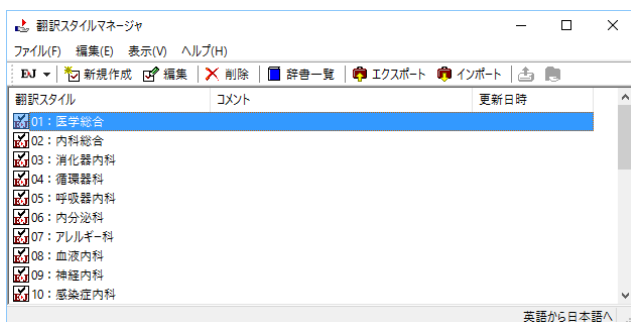 翻訳スタイルマネージャ
ファイル(F) 編集(E) 表示(V) ヘルプ(H)
EJ 新規作成 編集 削除 辞書一覧 エクスポート インポート
翻訳スタイル コメント 更新日時
01：医学総合
02：内科総合
03：消化器内科
04：循環器科
05：呼吸器内科
06：内分泌科
07：アレルギー科
08：血液内科
09：神経内科
10：感染症内科
英語から日本語へ